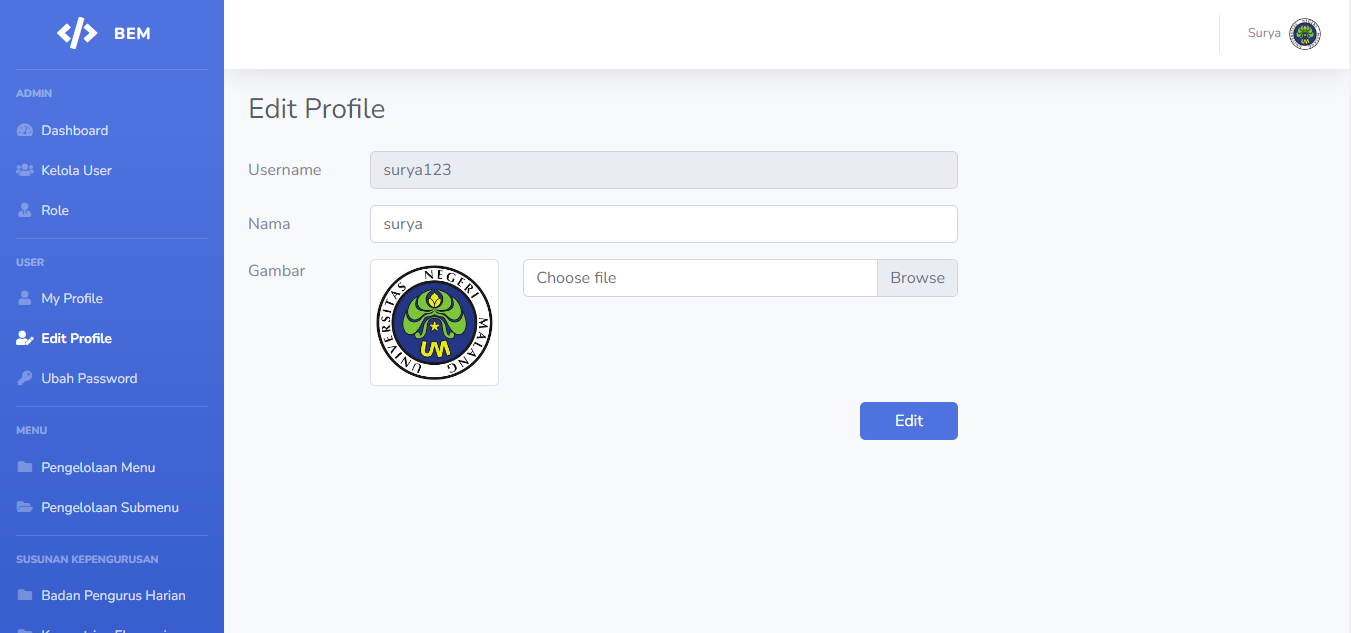 BEM
Surya
ADMIN
Dashboard
Kelola User
Role
USER
My Profile
Edit Profile
Ubah Password
MENU
Pengelolaan Menu
Pengelolaan Submenu
SUSUNAN KEPENGURUSAN
Badan Pengurus Harian
Edit Profile
Username
surya123
Nama
surya
Gambar
UNIVERSITAS NEGERI MALANG
UM
Choose file
Browse
Edit